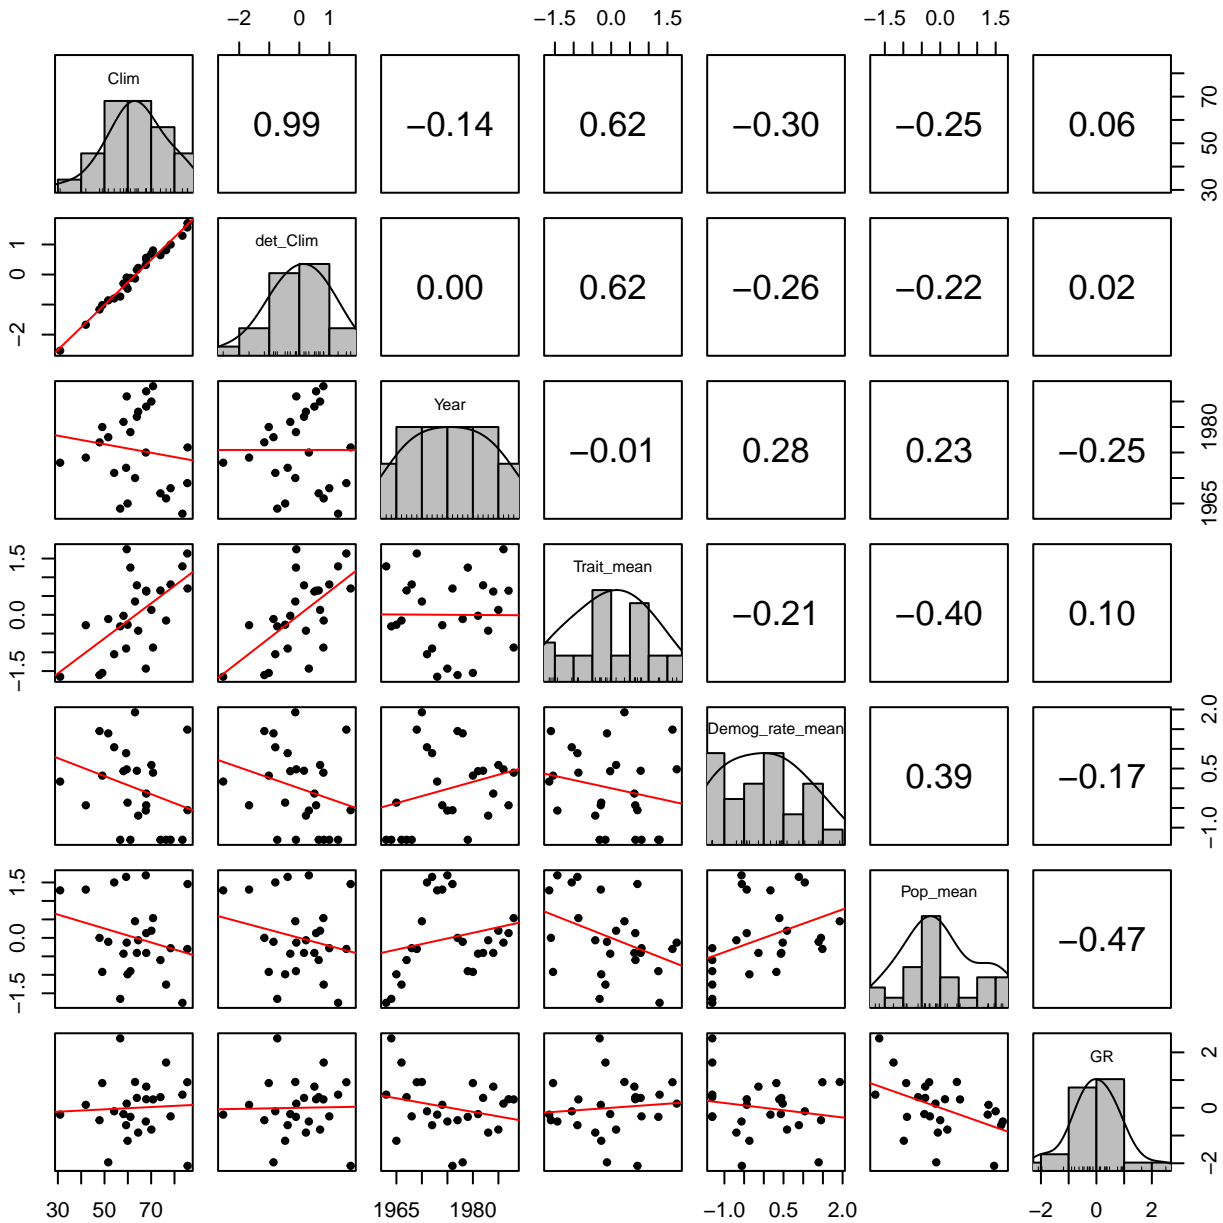 −2 0 1 −1.5 0.0 1.5 −1.5 0.0 1.5
Clim
0.99 −0.14 0.62 −0.30 −0.25 0.06
30 50 70
det_Clim
0.00 0.62 −0.26 −0.22 0.02
−2 0 1
Year
−0.01 0.28 0.23 −0.25
1965 1980
Trait_mean
−0.21 −0.40 0.10
−1.5 0.0 1.5
Demog_rate_mean
0.39 −0.17
−1.0 0.5 2.0
Pop_mean
−0.47
−1.5 0.0 1.5
GR
−2 0 2
30 50 70 1965 1980 −1.0 0.5 2.0 −2 0 2